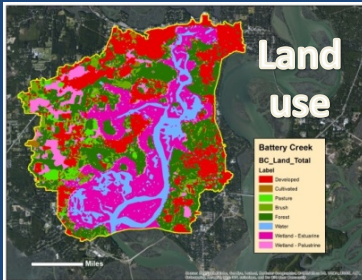 Land
use
Battery Creek
BC_Land_Total
Label
Developed
Cultivated
Pasture
Brush
Forest
Water
Wetland - Estuarine
Wetland - Palustrine
Miles